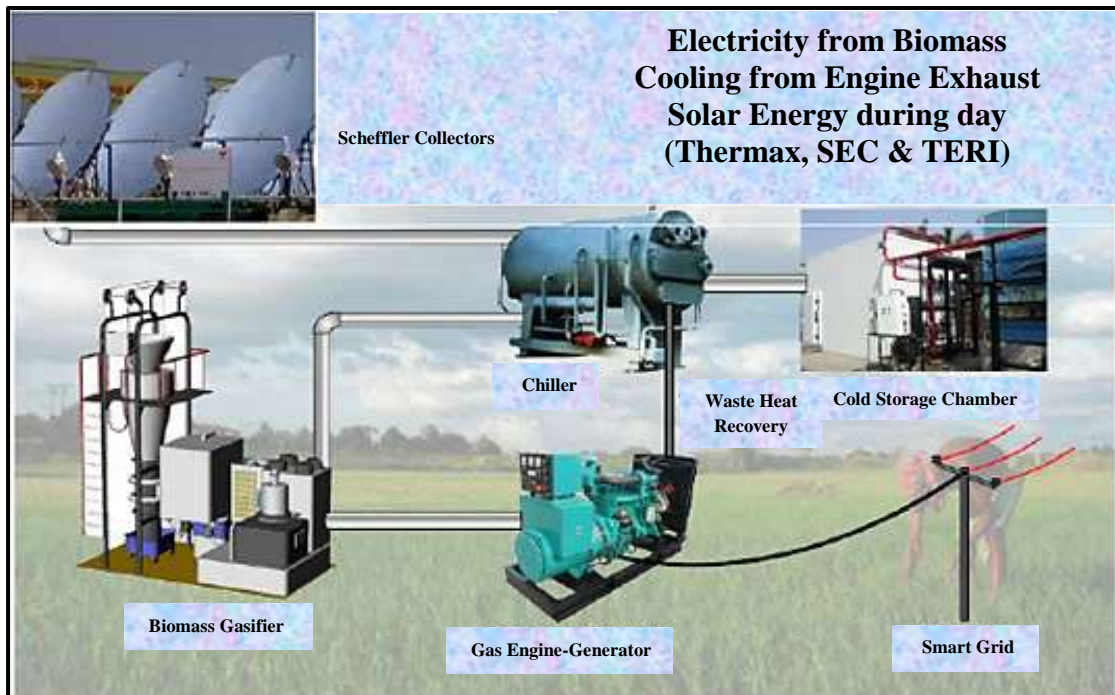 Electricity from Biomass
Cooling from Engine Exhaust
Solar Energy during day
(Thermax, SEC & TERI)
Scheffler Collectors
Chiller
Waste Heat
Recovery
Cold Storage Chamber
Biomass Gasifier
Gas Engine-Generator
Smart Grid